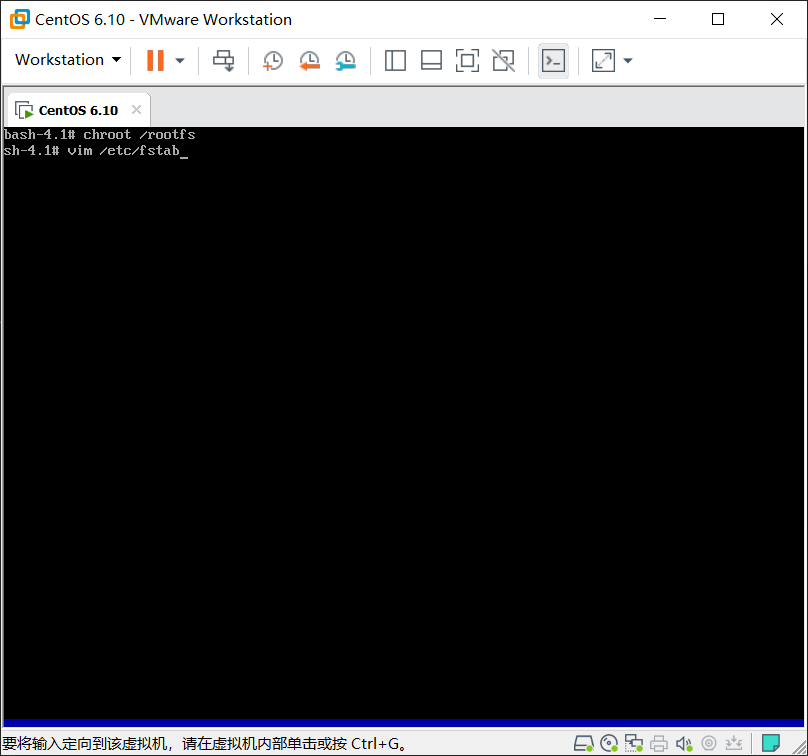 CentOS 6.10 - VMware Workstation
Workstation
CentOS 6.10
bash-4.1# chroot /rootfs
sh-4.1# vim /etc/fstab_
要将输入定向到该虚拟机，请在虚拟机内部单击或按 Ctrl+G。